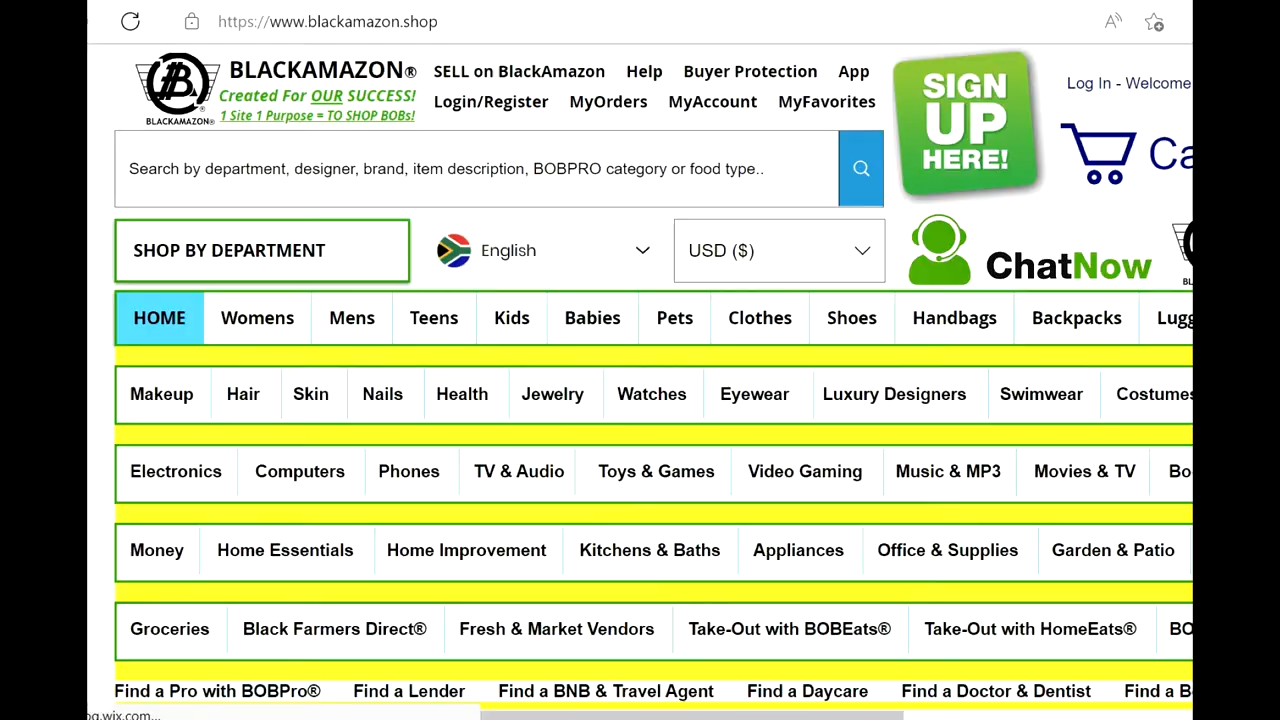 https://www.blackamazon.shop
BLACKAMAZON®
Created For OUR SUCCESS!
1 Site 1 Purpose = TO SHOP BOBs!
BLACKAMAZON®
SELL on BlackAmazon Help Buyer Protection App
Login/Register MyOrders MyAccount MyFavorites
SIGN
UP
HERE!
Log In - Welcome
Search by department, designer, brand, item description, BOBPRO category or food type..
SHOP BY DEPARTMENT
English
USD ($)
ChatNow
HOME Womens Mens Teens Kids Babies Pets Clothes Shoes Handbags Backpacks
Makeup Hair Skin Nails Health Jewelry Watches Eyewear Luxury Designers Swimwear Costumes
Electronics Computers Phones TV & Audio Toys & Games Video Gaming Music & MP3 Movies & TV
Money Home Essentials Home Improvement Kitchens & Baths Appliances Office & Supplies Garden & Patio
Groceries Black Farmers Direct® Fresh & Market Vendors Take-Out with BOBEats® Take-Out with HomeEats®
Find a Pro with BOBPro® Find a Lender Find a BNB & Travel Agent Find a Daycare Find a Doctor & Dentist Find a